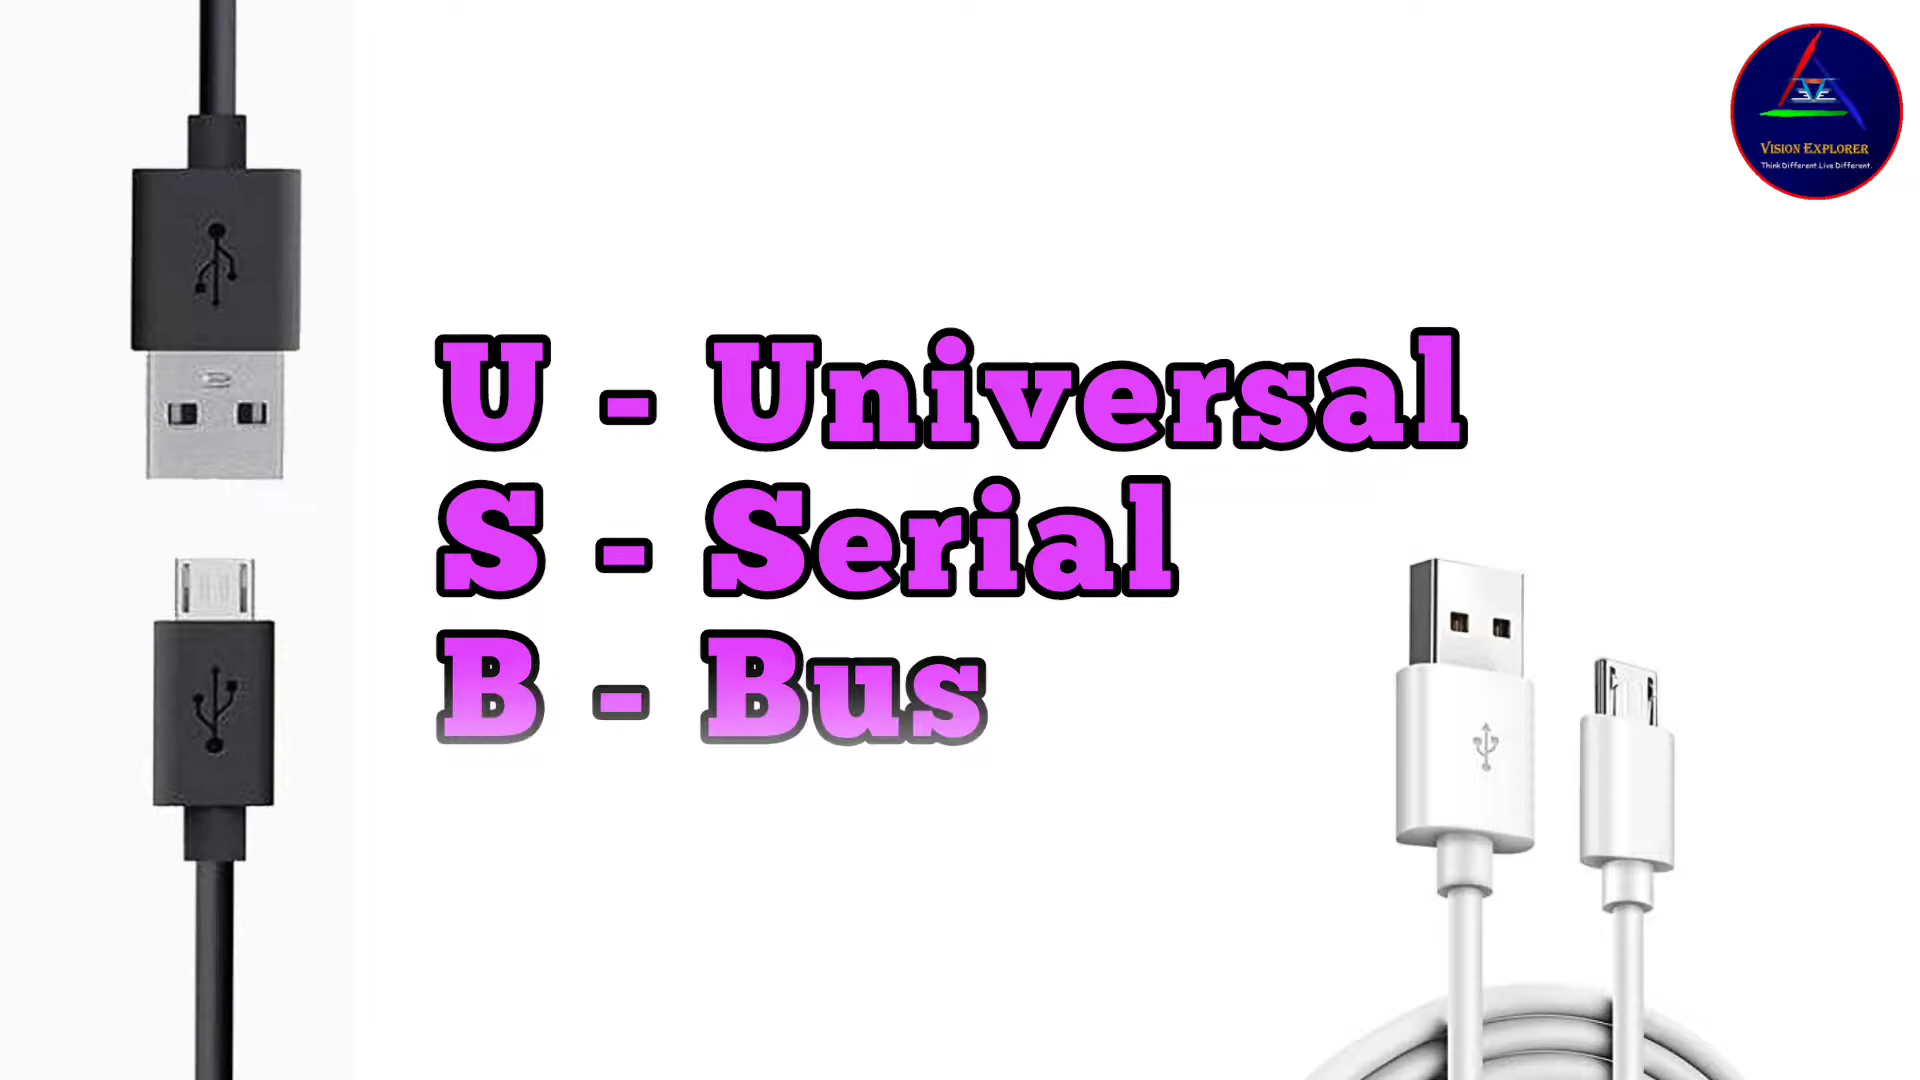 Vision Explorer
Think Different.Live Different.
U - Universal
S - Serial
B - Bus